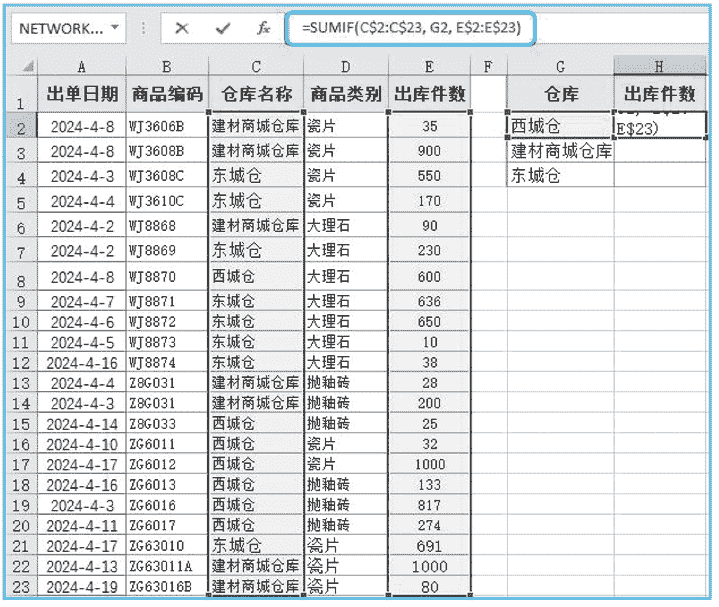 NETWORK... =SUMIF(C$2:C$23, G2, E$2:E$23)
A B C D E F G H
1 出单日期 商品编码 仓库名称 商品类别 出库件数 仓库 出库件数
2 2024-4-8 WJ3606B 建材商城仓库 瓷片 35 西城仓 E$23)
3 2024-4-8 WJ3608B 建材商城仓库 瓷片 900 建材商城仓库
4 2024-4-3 WJ3608C 东城仓 瓷片 550 东城仓
5 2024-4-4 WJ3610C 东城仓 瓷片 170
6 2024-4-2 WJ8868 建材商城仓库 大理石 90
7 2024-4-2 WJ8869 东城仓 大理石 230
8 2024-4-8 WJ8870 西城仓 大理石 600
9 2024-4-7 WJ8871 东城仓 大理石 636
10 2024-4-6 WJ8872 东城仓 大理石 650
11 2024-4-5 WJ8873 东城仓 大理石 10
12 2024-4-16 WJ8874 东城仓 大理石 38
13 2024-4-4 Z8G031 建材商城仓库 抛釉砖 28
14 2024-4-3 Z8G031 建材商城仓库 抛釉砖 200
15 2024-4-14 Z8G033 西城仓 抛釉砖 25
16 2024-4-10 ZG6011 西城仓 瓷片 32
17 2024-4-17 ZG6012 西城仓 瓷片 1000
18 2024-4-16 ZG6013 西城仓 抛釉砖 133
19 2024-4-3 ZG6016 西城仓 抛釉砖 817
20 2024-4-11 ZG6017 西城仓 抛釉砖 274
21 2024-4-17 ZG63010 东城仓 瓷片 691
22 2024-4-13 ZG63011A 建材商城仓库 瓷片 1000
23 2024-4-19 ZG63016B 建材商城仓库 瓷片 80